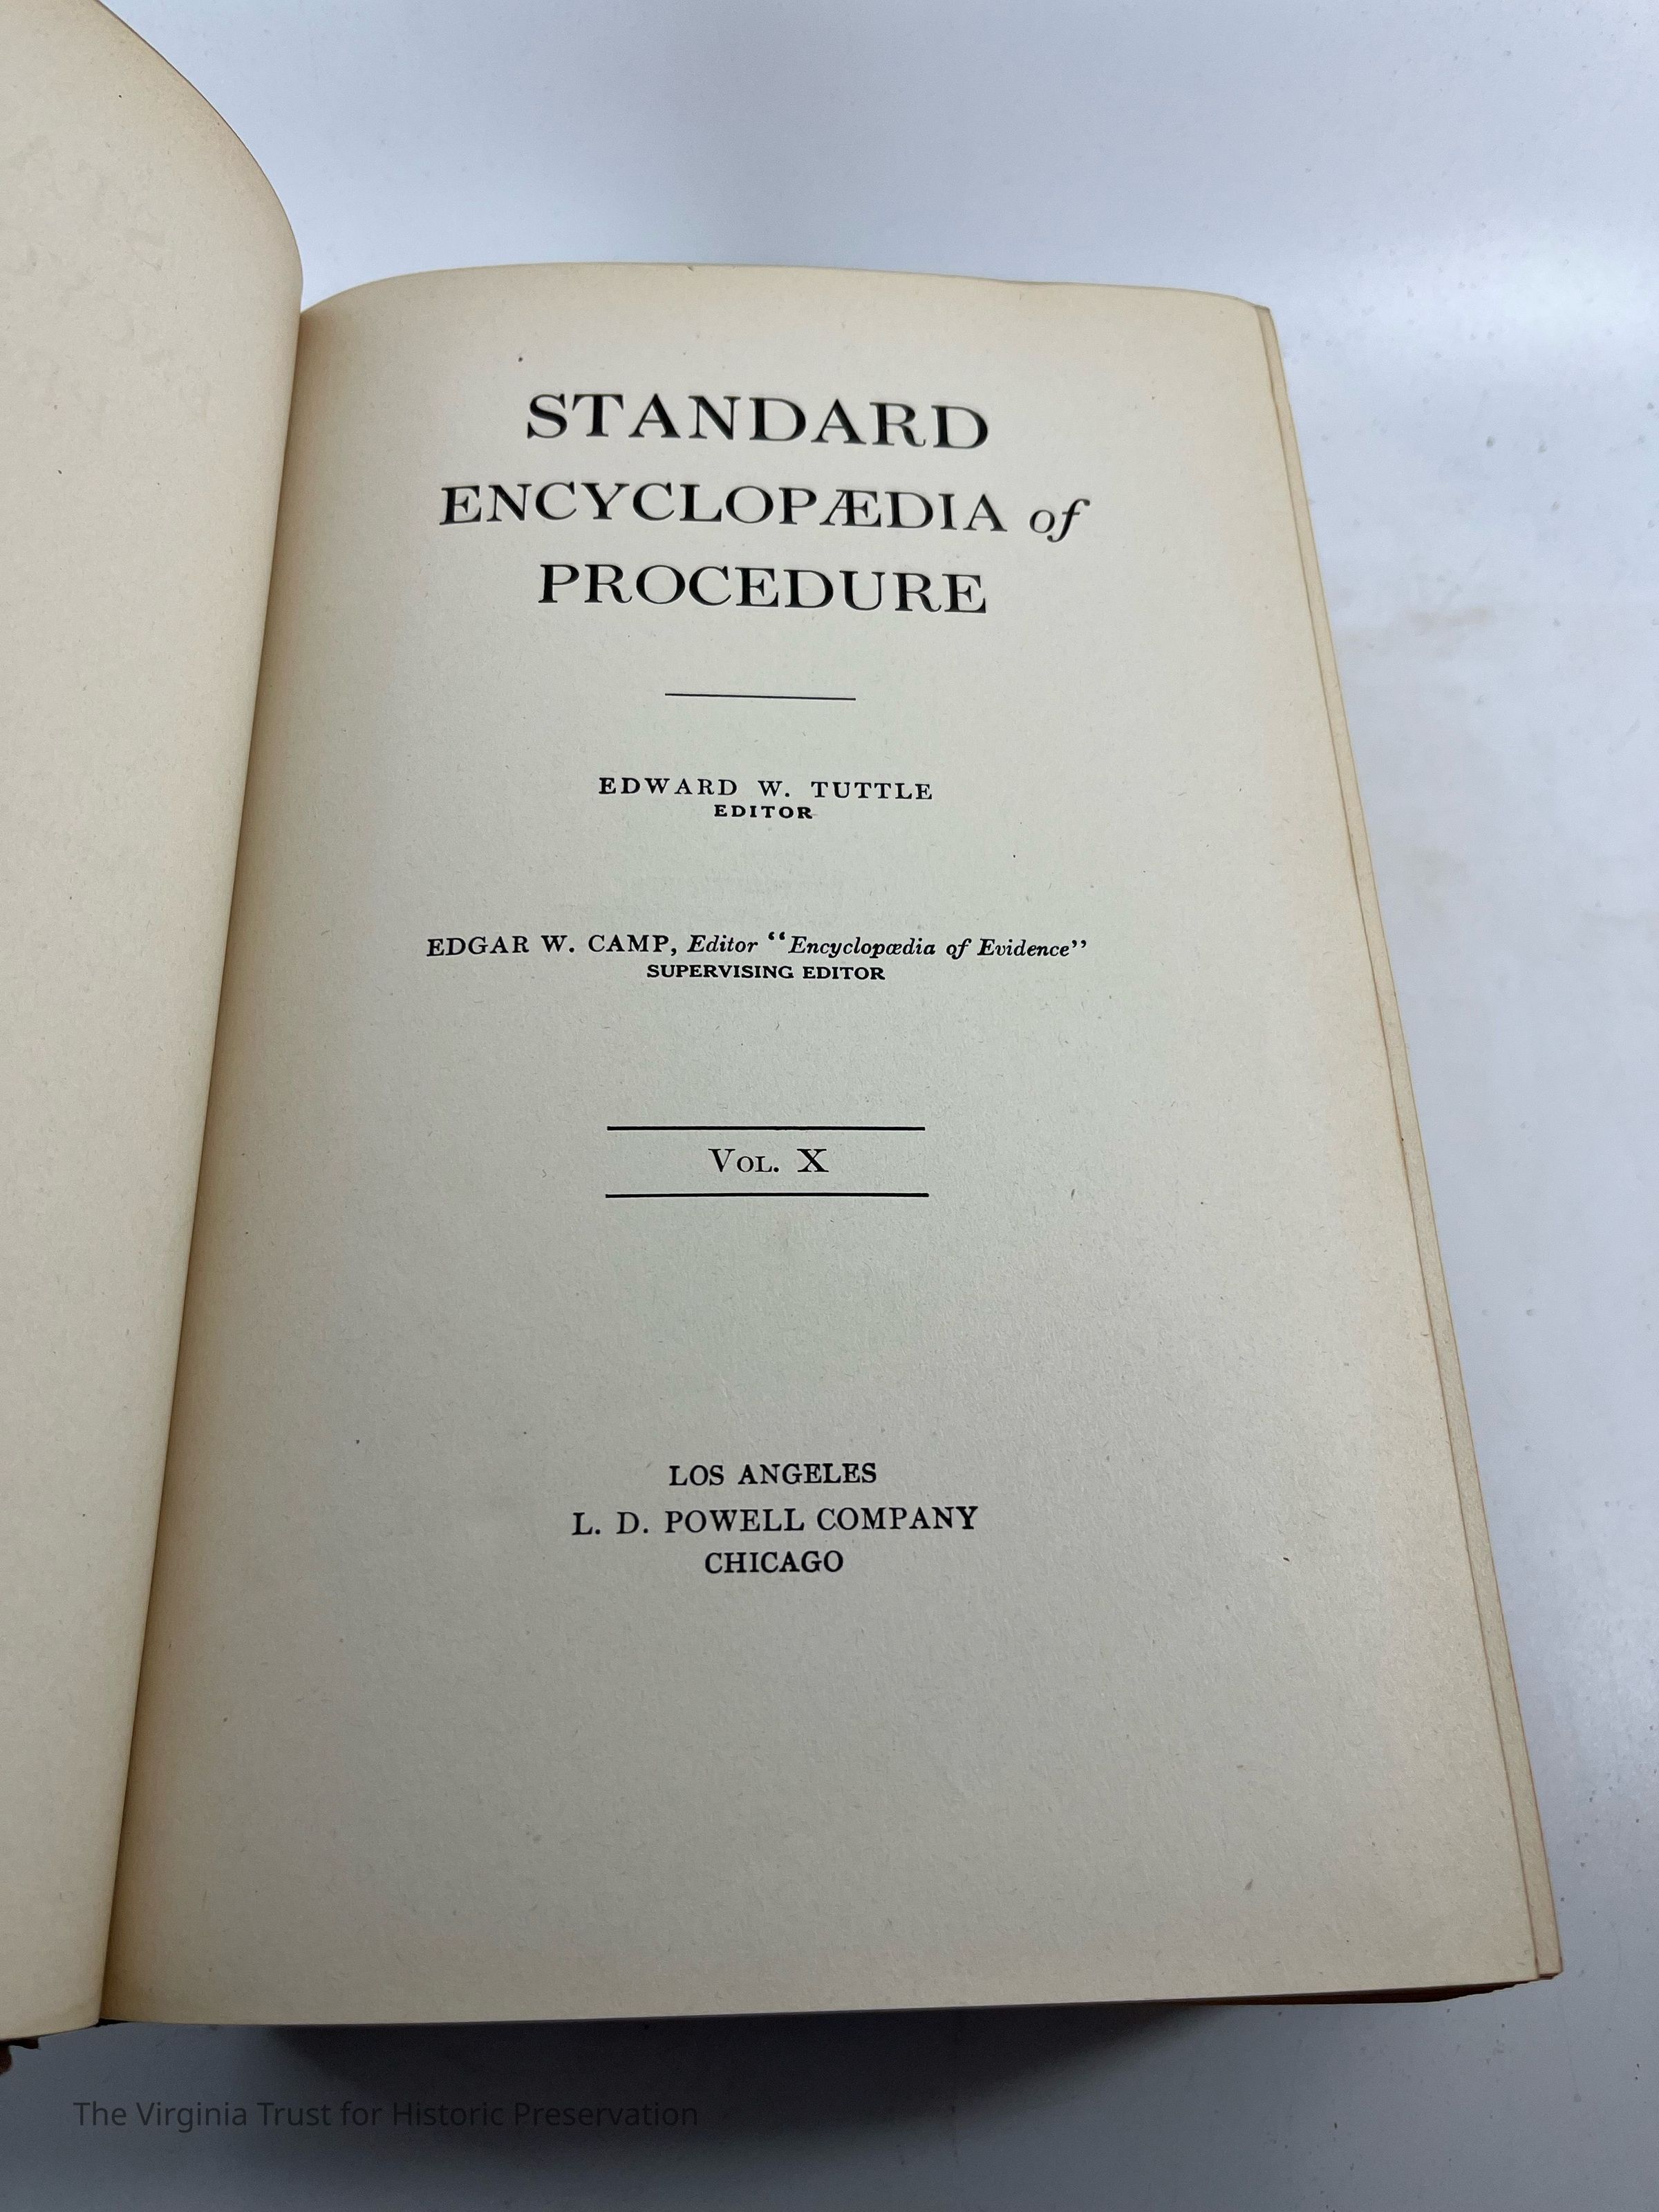 STANDARD
ENCYCLOPÆDIA of
PROCEDURE
EDWARD W. TUTTLE
EDITOR
EDGAR W. CAMP, Editor “Encyclopædia of Evidence”
SUPERVISING EDITOR
VOL. X
LOS ANGELES
L. D. POWELL COMPANY
CHICAGO
The Virginia Trust for Historic Preservation